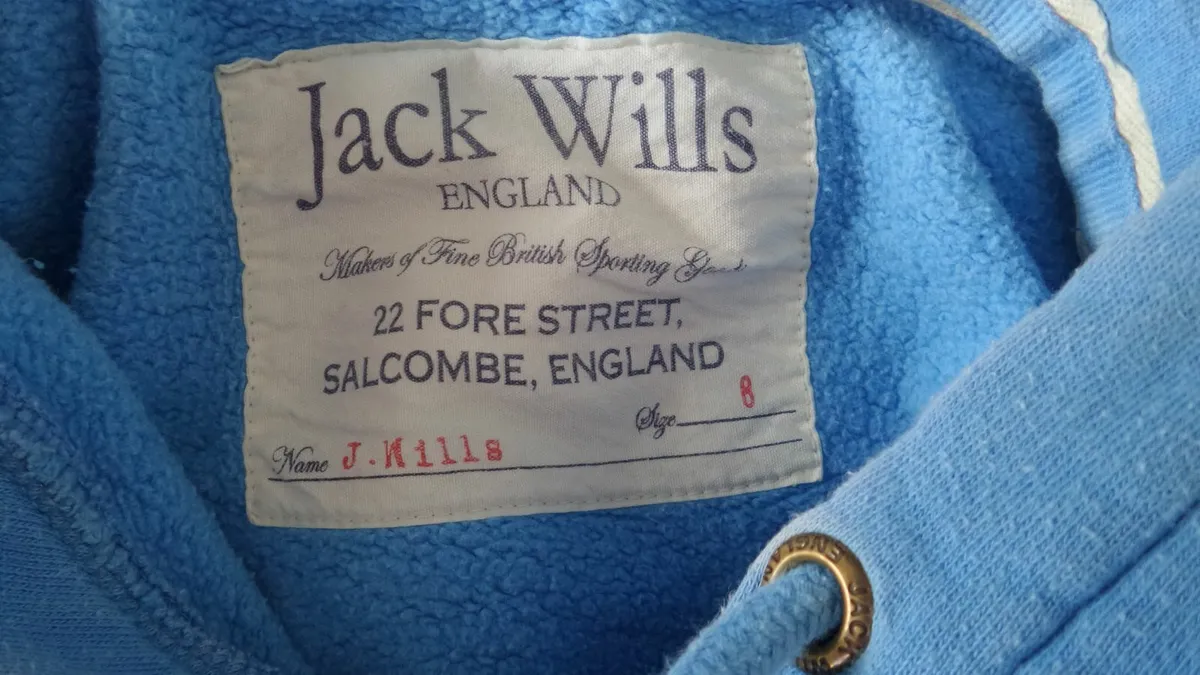 Jack Wills
ENGLAND
Makers of Fine British Sporting
22 FORE STREET,
SALCOMBE, ENGLAND
Size 8
Name J.Wills
JACK